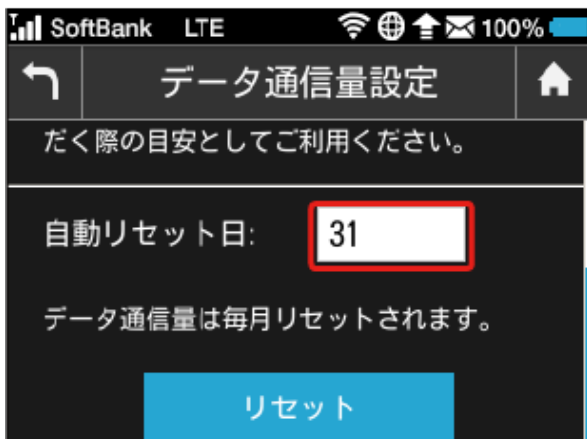 SoftBank LTE 100%
データ通信量設定
だく際の目安としてご利用ください。
自動リセット日: 31
データ通信量は毎月リセットされます。
リセット